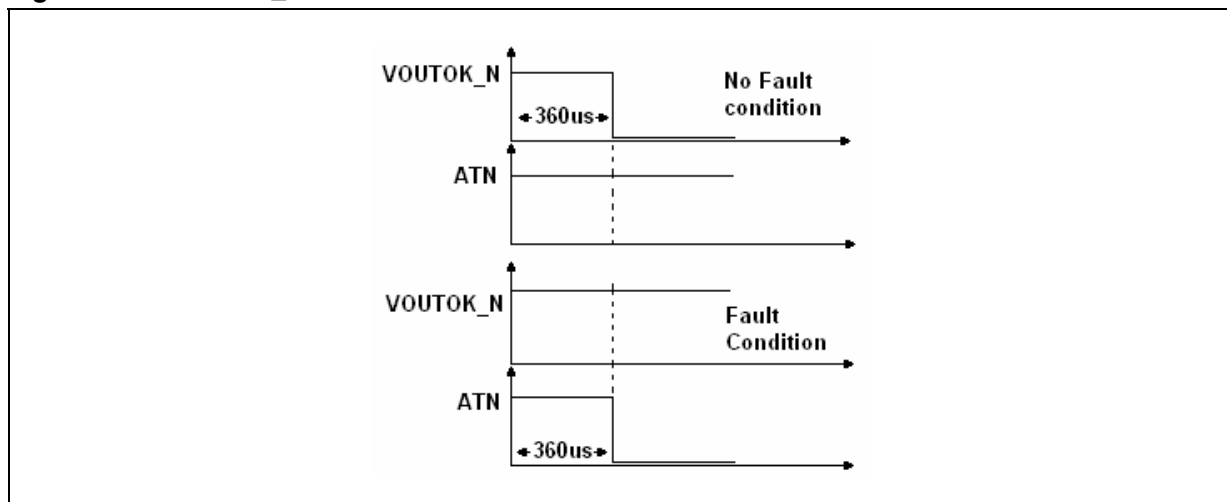 VOUTOK_N
No Fault
condition
360us
ATN
VOUTOK_N
Fault
Condition
ATN
360us